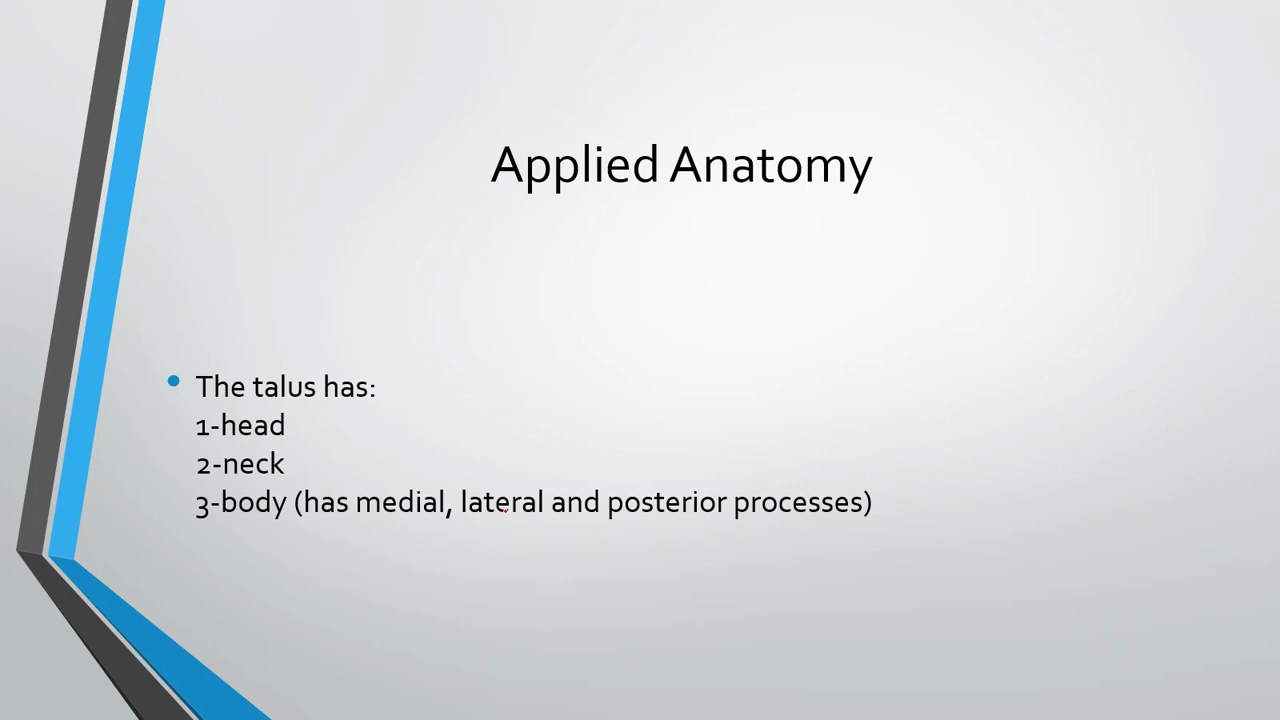 Applied Anatomy
• The talus has:
1-head
2-neck
3-body (has medial, lateral and posterior processes)